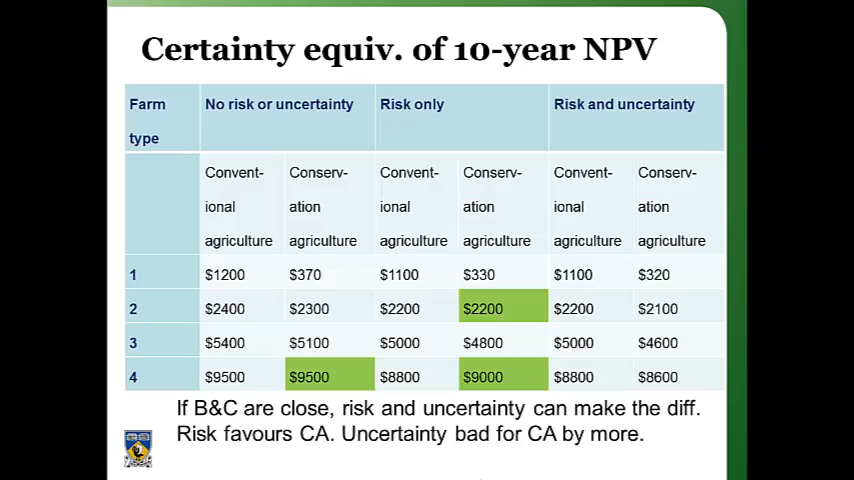 Certainty equiv. of 10-year NPV
Farm type No risk or uncertainty Risk only Risk and uncertainty
Convent- Conserv- Convent- Conserv- Convent- Conserv-
ional ation ional ation ional ation
agriculture agriculture agriculture agriculture agriculture agriculture
1 $1200 $370 $1100 $330 $1100 $320
2 $2400 $2300 $2200 $2200 $2200 $2100
3 $5400 $5100 $5000 $4800 $5000 $4600
4 $9500 $9500 $8800 $9000 $8800 $8600
If B&C are close, risk and uncertainty can make the diff.
Risk favours CA. Uncertainty bad for CA by more.